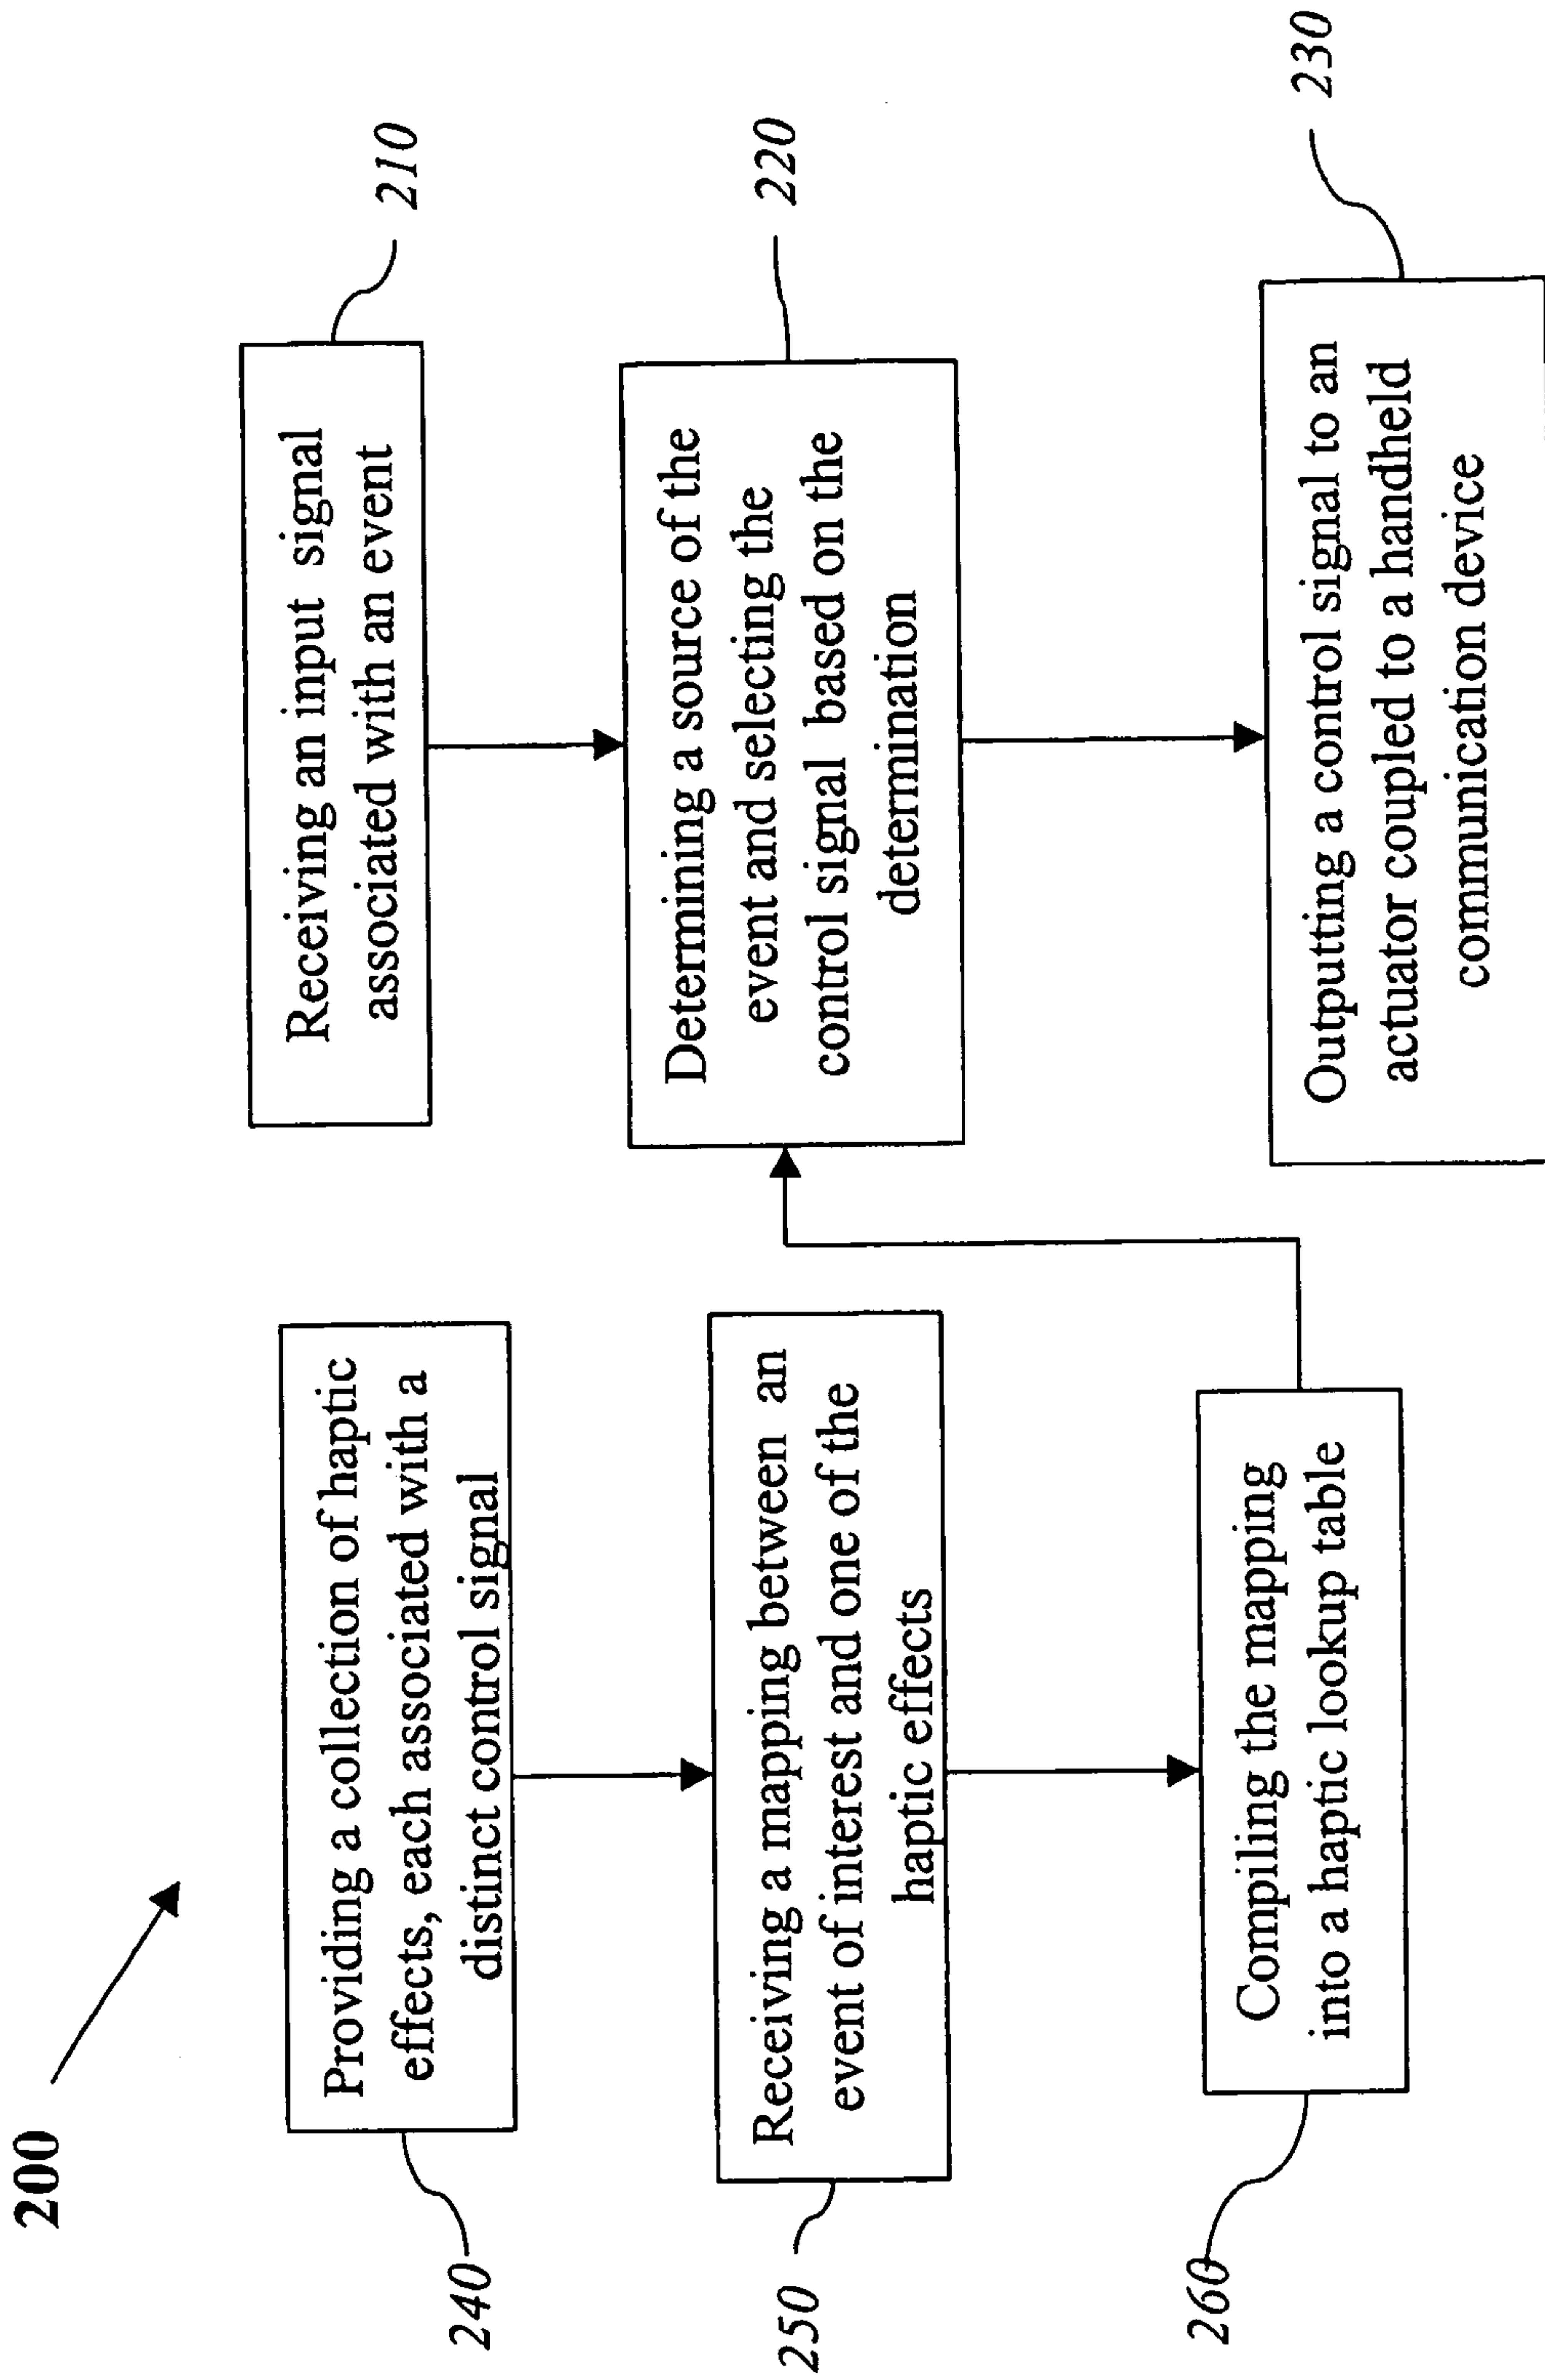 200
Providing a collection of haptic
effects, each associated with a
distinct control signal
240
Receiving a mapping between an
event of interest and one of the
haptic effects
250
Compiling the mapping
into a haptic lookup table
260
Receiving an input signal
associated with an event
210
Determining a source of the
event and selecting the
control signal based on the
determination
220
Outputting a control signal to an
actuator coupled to a handheld
communication device
230